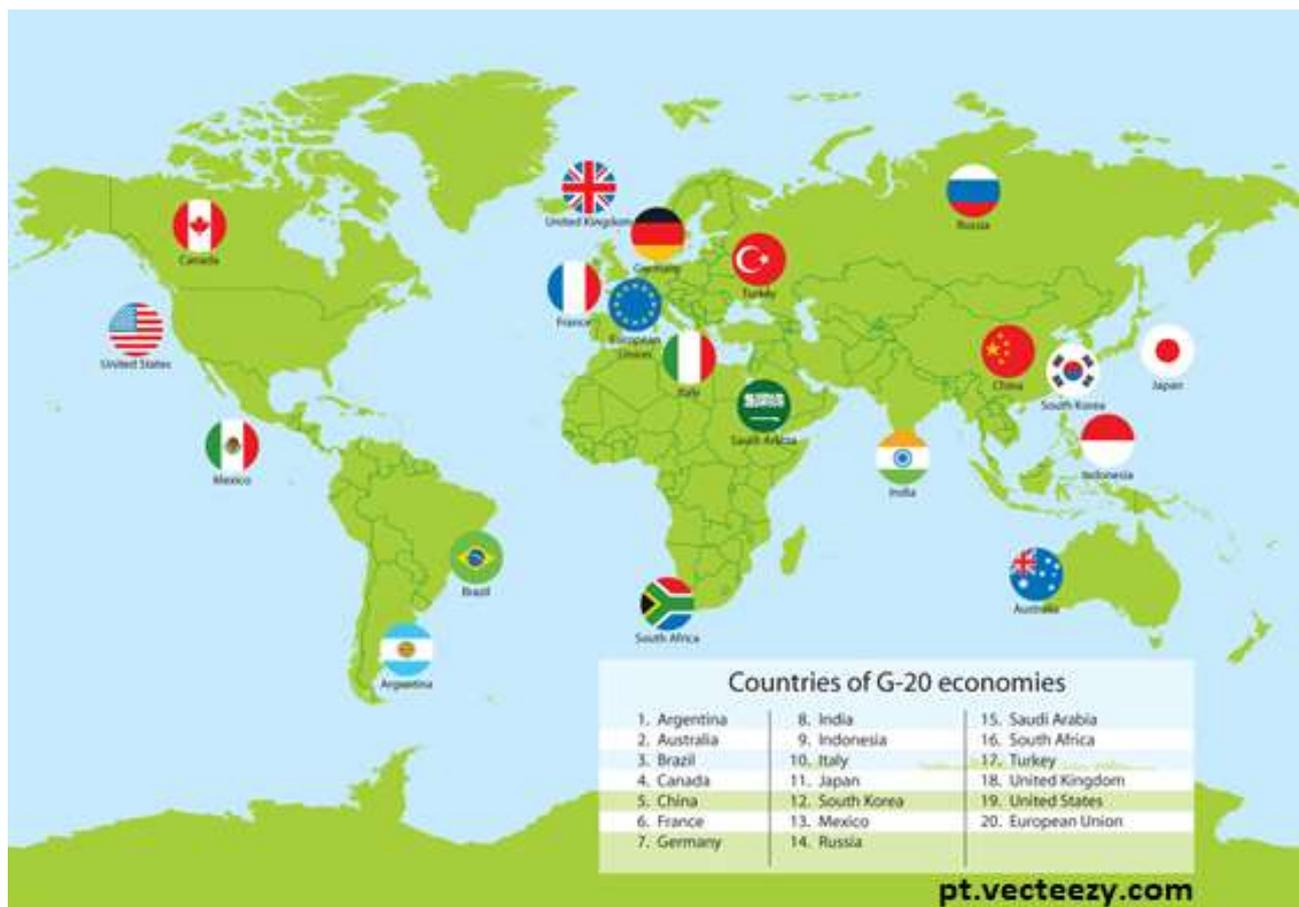 United Kingdom
Russia
Canada
Germany
Turkey
France
European
Union
United States
Italy
China
South Korea
Japan
Saudi Arabia
Mexico
India
Indonesia
Brazil
Australia
South Africa
Argentina
Countries of G-20 economies
1. Argentina
2. Australia
3. Brazil
4. Canada
5. China
6. France
7. Germany
8. India
9. Indonesia
10. Italy
11. Japan
12. South Korea
13. Mexico
14. Russia
15. Saudi Arabia
16. South Africa
17. Turkey
18. United Kingdom
19. United States
20. European Union
pt.vecteezy.com